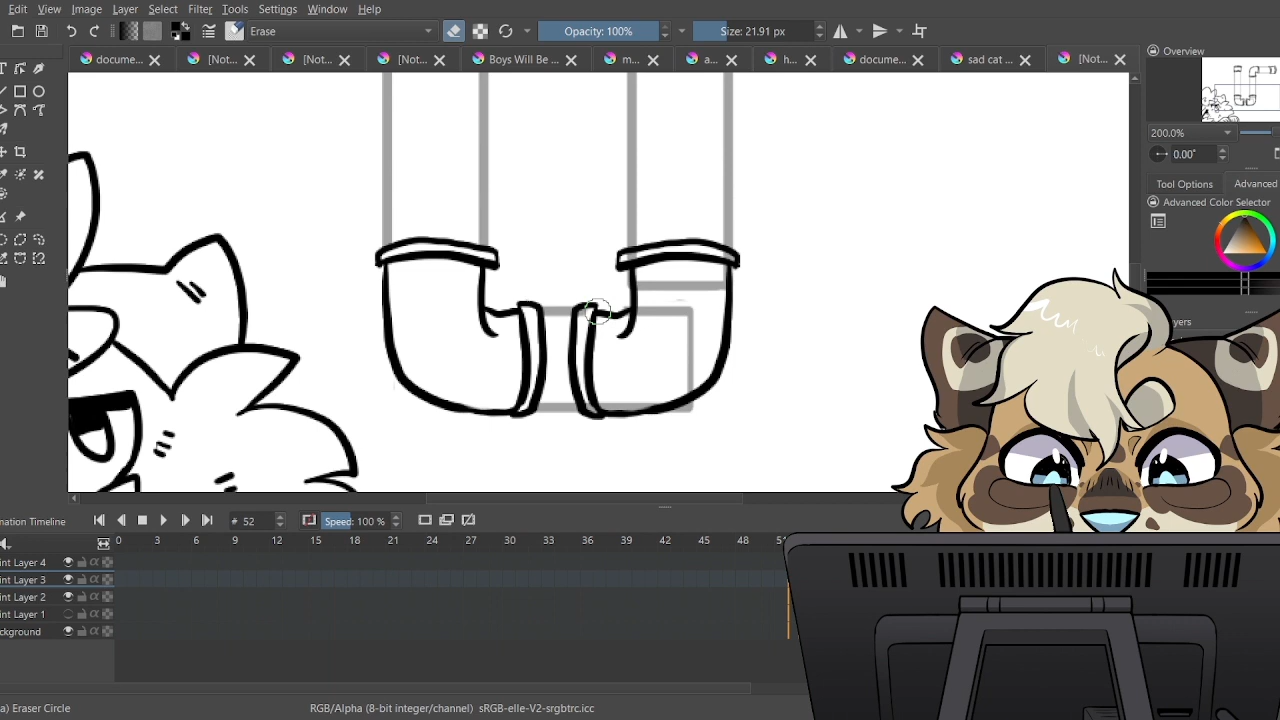 Edit View Image Layer Select Filter Tools Settings Window Help
Erase Opacity: 100% Size: 21.91 px
docume... [Not... [Not... [Not... Boys Will Be ... m... a... h... docume... sad cat ... [Not...
Overview
200.0%
0.00°
Tool Options Advanced
Advanced Color Selector
yers
nation Timeline # 52 Speed: 100 %
0 3 6 9 12 15 18 21 24 27 30 33 36 39 42 45 48 51
int Layer 4
int Layer 3
int Layer 2
int Layer 1
ckground
a) Eraser Circle RGB/Alpha (8-bit integer/channel) sRGB-elle-V2-srgbtrc.icc